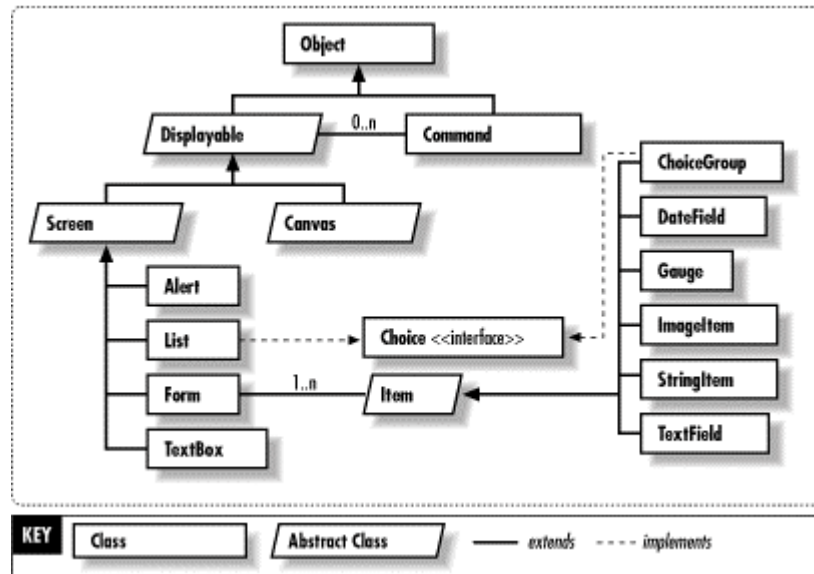 Object
Displayable
0..n
Command
ChoiceGroup
Screen
Canvas
DateField
Alert
Gauge
List
Choice <<interface>>
ImageItem
Form
1..n
Item
StringItem
TextBox
TextField
KEY
Class
Abstract Class
extends
implements